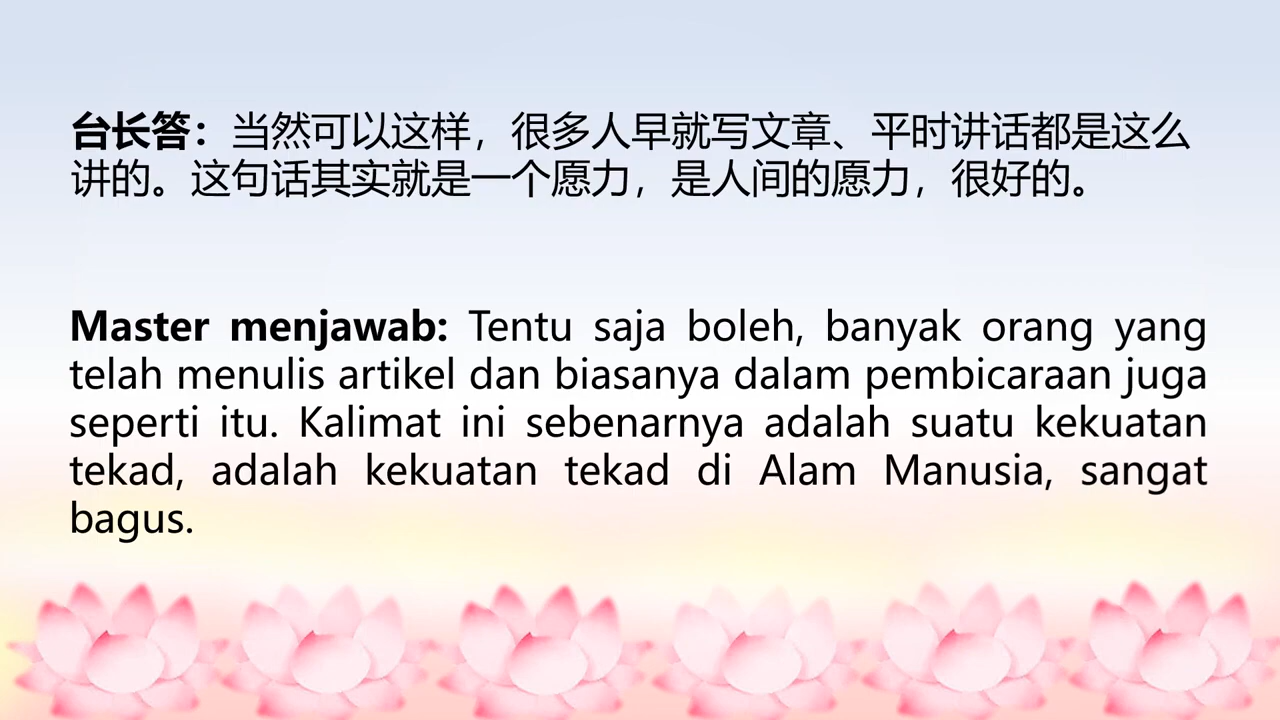 台长答：当然可以这样，很多人早就写文章、平时讲话都是这么
讲的。这句话其实就是一个愿力，是人间的愿力，很好的。
Master menjawab: Tentu saja boleh, banyak orang yang
telah menulis artikel dan biasanya dalam pembicaraan juga
seperti itu. Kalimat ini sebenarnya adalah suatu kekuatan
tekad, adalah kekuatan tekad di Alam Manusia, sangat
bagus.